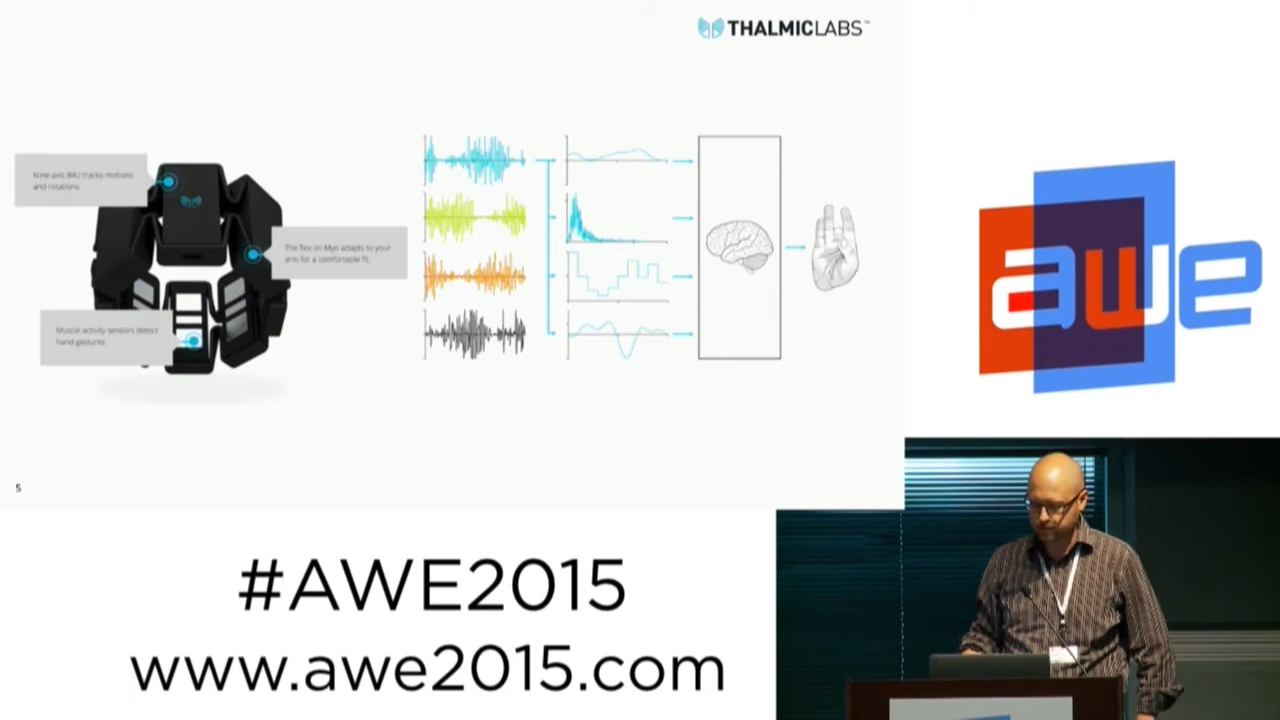 THALMICLABS™
Nine axis IMU tracks motions
and rotations
The flex on Myo adapts to your
arm for a comfortable fit.
Muscle activity sensors detect
hand gestures
5
awe
#AWE2015
www.awe2015.com